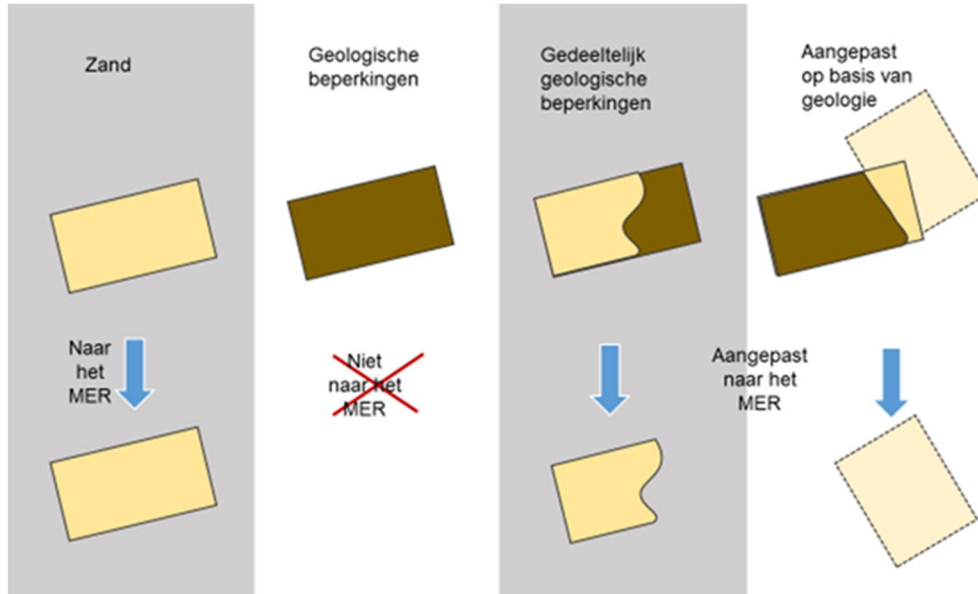 Zand
Geologische
beperkingen
Gedeeltelijk
geologische
beperkingen
Aangepast
op basis van
geologie
Naar
het
MER
Niet
naar het
MER
Aangepast
naar het
MER